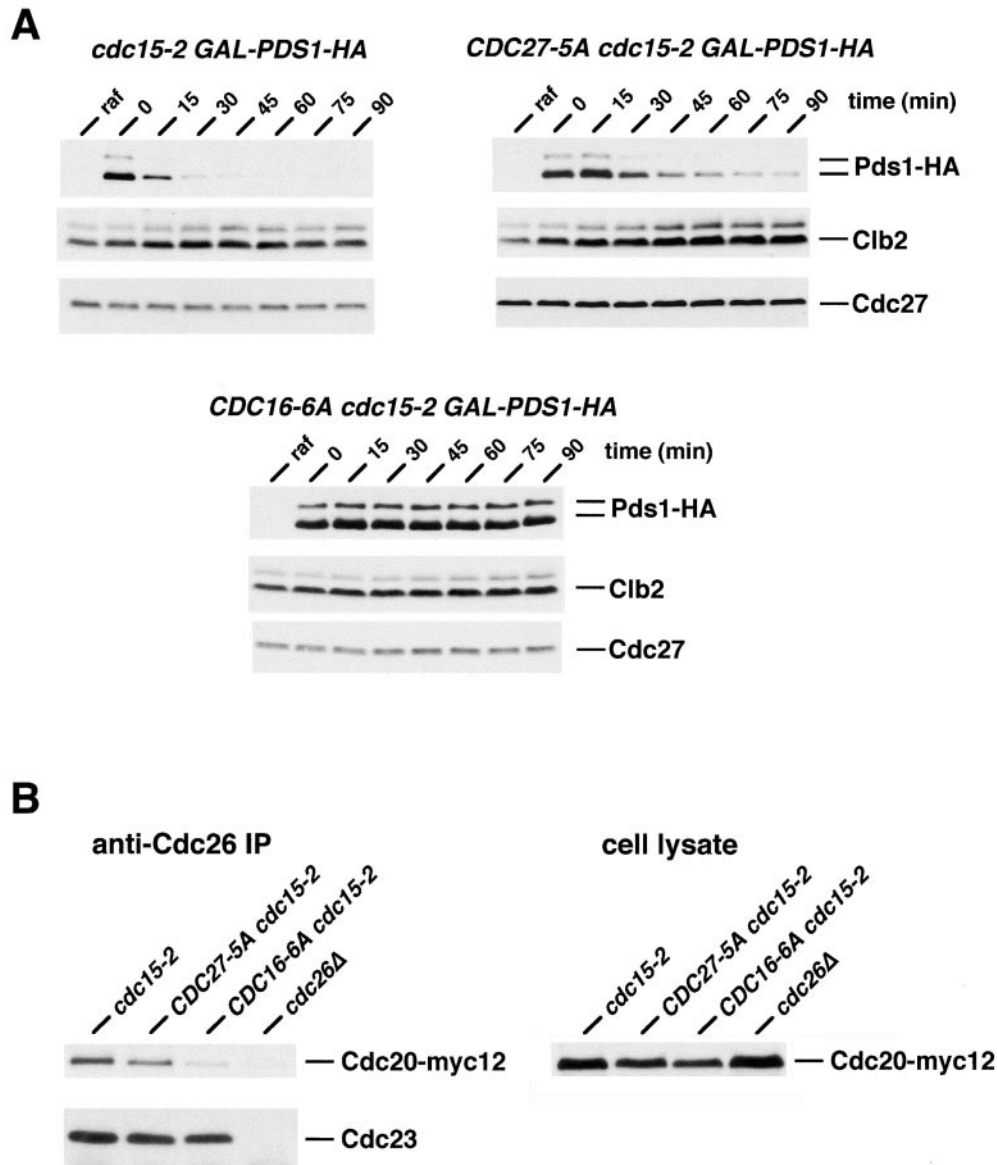 A
cdc15-2 GAL-PDS1-HA
raf 0 15 30 45 60 75 90
CDC27-5A cdc15-2 GAL-PDS1-HA
raf 0 15 30 45 60 75 90 time (min)
Pds1-HA
Clb2
Cdc27
CDC16-6A cdc15-2 GAL-PDS1-HA
raf 0 15 30 45 60 75 90 time (min)
Pds1-HA
Clb2
Cdc27
B
anti-Cdc26 IP
cdc15-2
CDC27-5A cdc15-2
CDC16-6A cdc15-2
cdc26Δ
Cdc20-myc12
Cdc23
cell lysate
cdc15-2
CDC27-5A cdc15-2
CDC16-6A cdc15-2
cdc26Δ
Cdc20-myc12